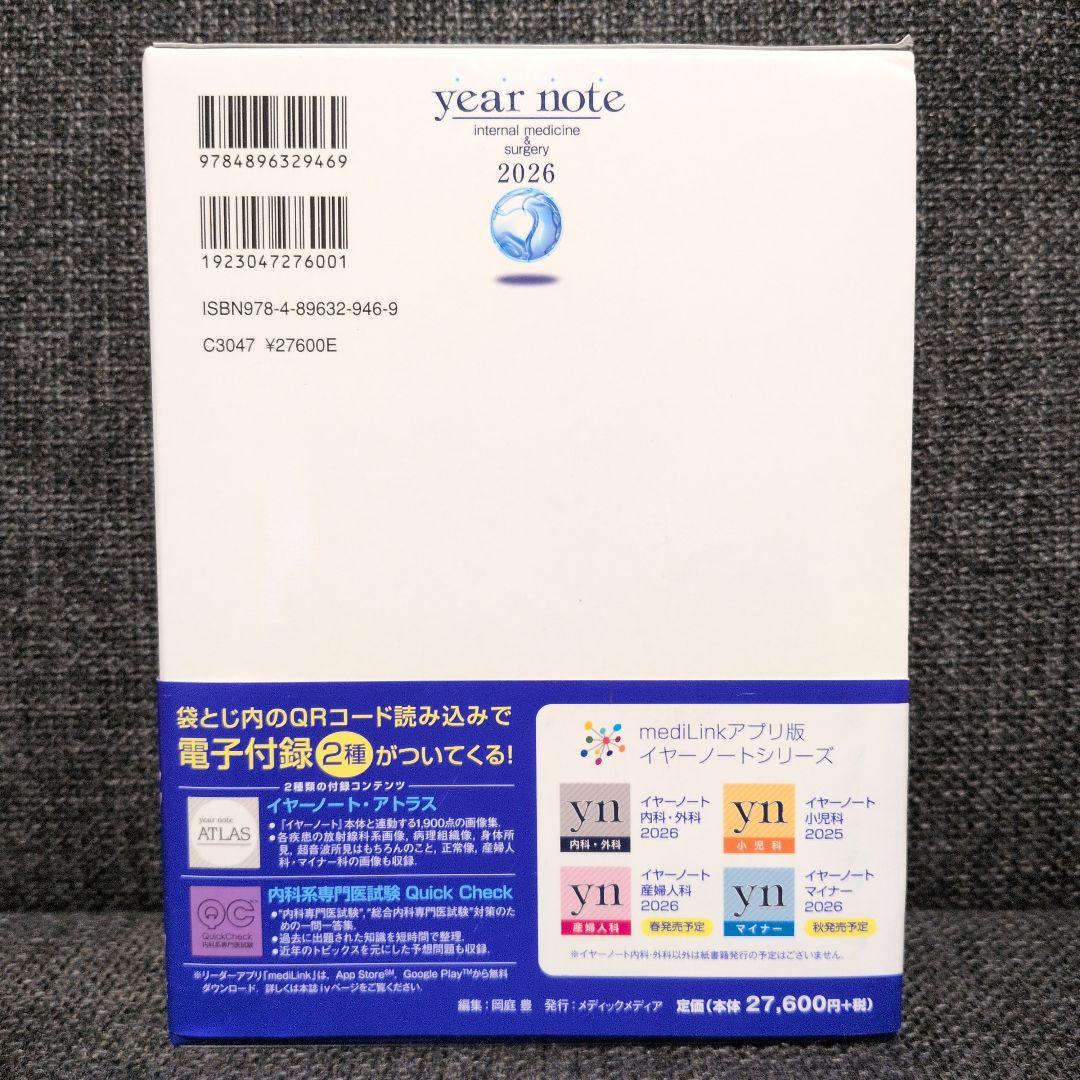 year note
internal medicine
&
surgery
2026
9784896329469
1923047276001
ISBN978-4-89632-946-9
C3047 ¥27600E
袋とじ内のQRコード読み込みで
電子付録2種がついてくる!
2種類の付録コンテンツ
year note
ATLAS
イヤーノート・アトラス
●『イヤーノート』本体と連動する1,900点の画像集.
●各疾患の放射線科系画像，病理組織像，身体所
見，超音波所見はもちろんのこと，正常像，産婦人
科・マイナー科の画像も収録.
QC
QuickCheck
内科系専門医試験
内科系専門医試験 Quick Check
●"内科専門医試験"，"総合内科専門医試験"対策のた
めの一問一答集.
●過去に出題された知識を短時間で整理.
●近年のトピックスを元にした予想問題も収録.
※リーダーアプリ「mediLink」は，App Store℠，Google Play™から無料
ダウンロード．詳しくは本誌ivページをご覧ください.
mediLinkアプリ版
イヤーノートシリーズ
yn
内科・外科
イヤーノート
内科・外科
2026
yn
小児科
イヤーノート
小児科
2025
yn
産婦人科
イヤーノート
産婦人科
2026
春発売予定
yn
マイナー
イヤーノート
マイナー
2026
秋発売予定
※イヤーノート内科・外科以外は紙書籍発行の予定はございません.
編集：岡庭 豊 発行：メディックメディア 定価(本体 27,600円+税)